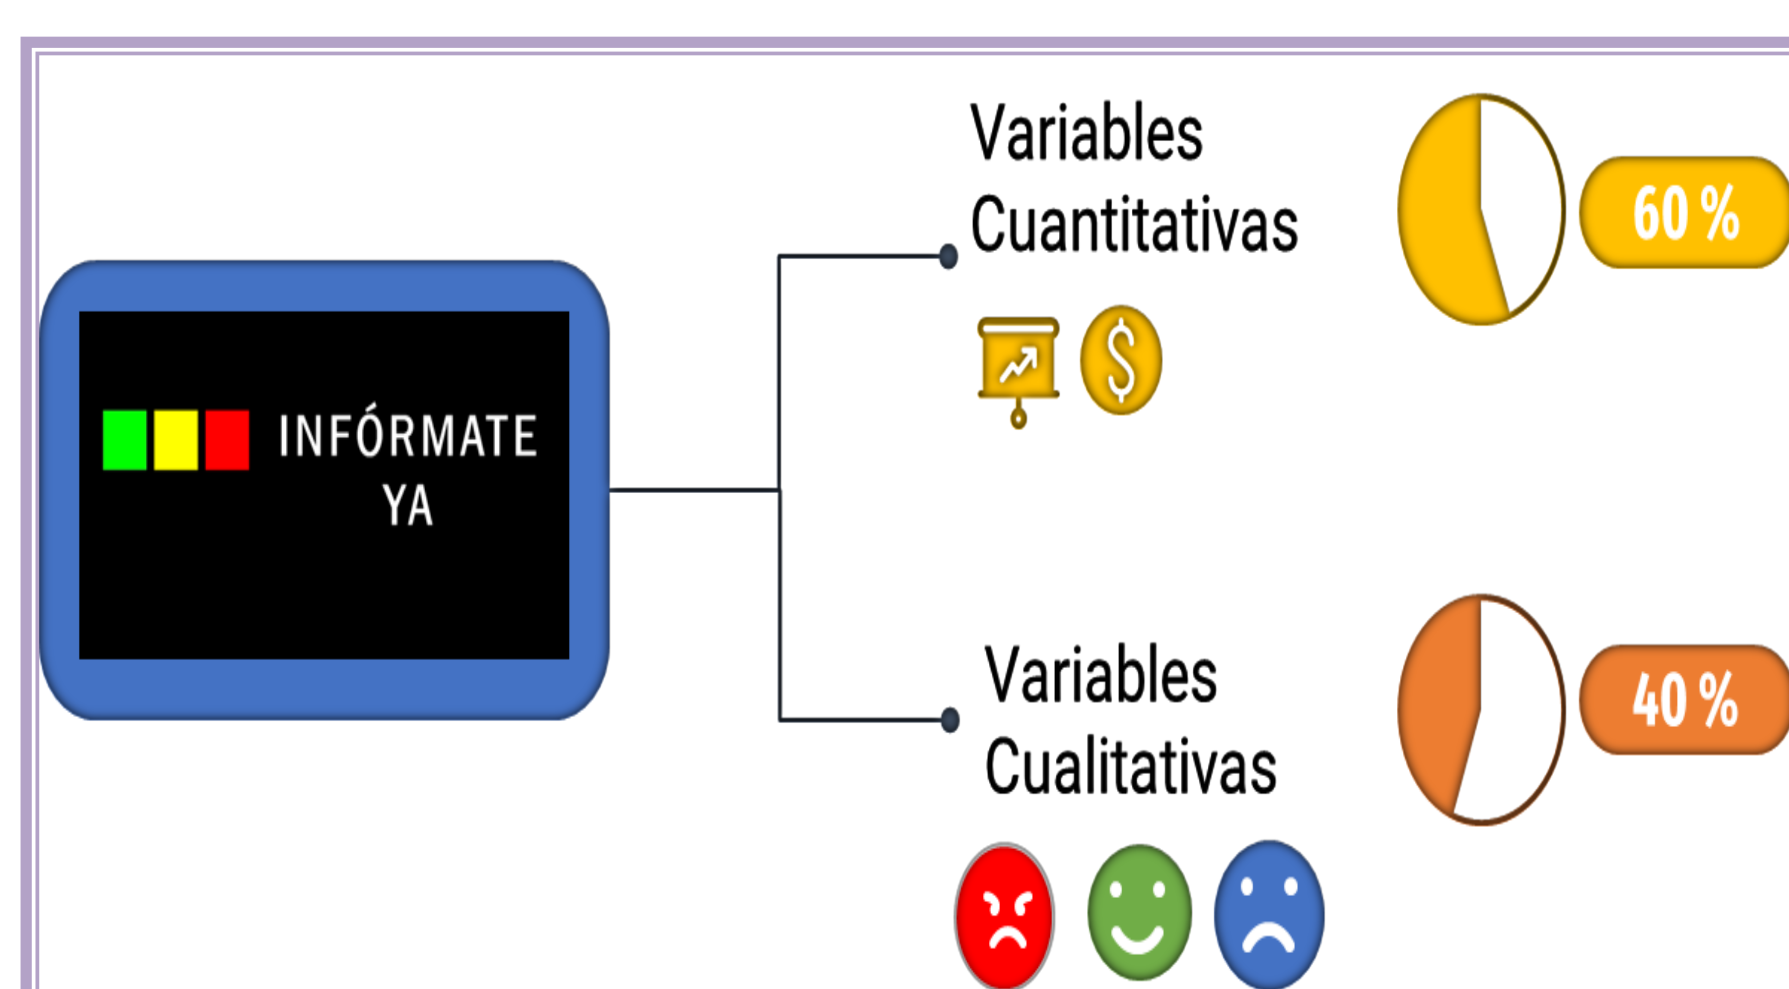 INFÓRMATE
YA
Variables
Cuantitativas
60 %
Variables
Cualitativas
40 %